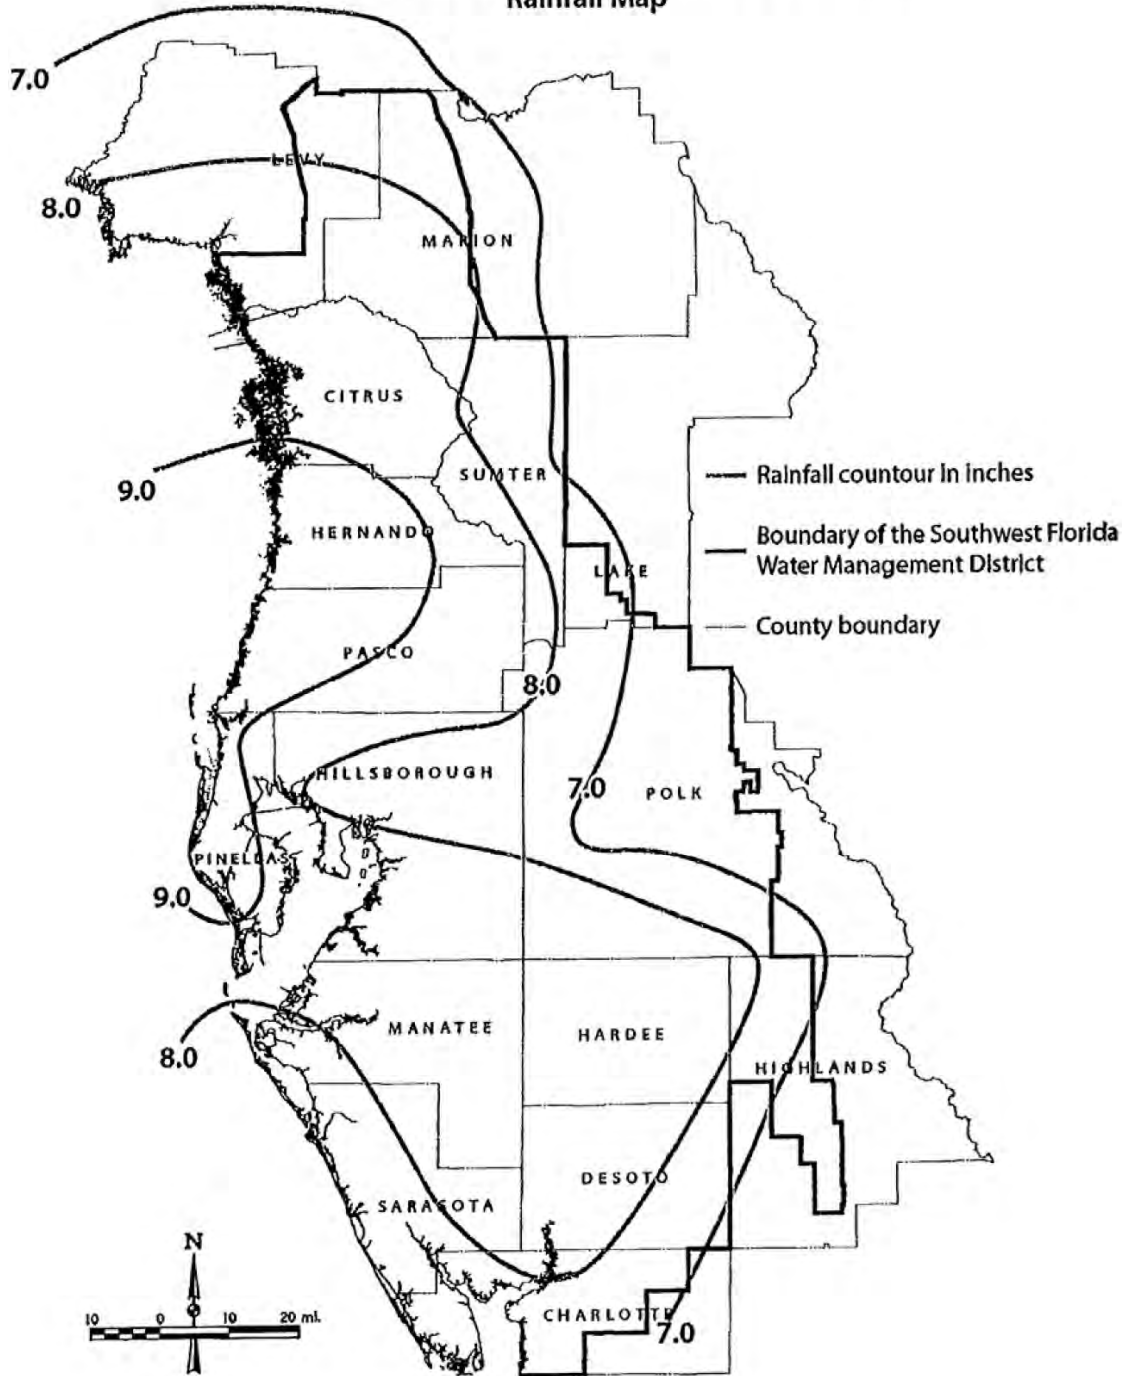 Rainfall Map
7.0
LEVY
8.0
MARION
CITRUS
SUMTER
9.0
HERNANDO
LAKE
Rainfall countour in inches
Boundary of the Southwest Florida
Water Management District
County boundary
PASCO
8.0
HILLSBOROUGH
7.0
POLK
PINELLAS
9.0
MANATEE
HARDEE
8.0
HIGHLANDS
DESOTO
SARASOTA
N
CHARLOTTE
7.0
10 0 10 20 mi.